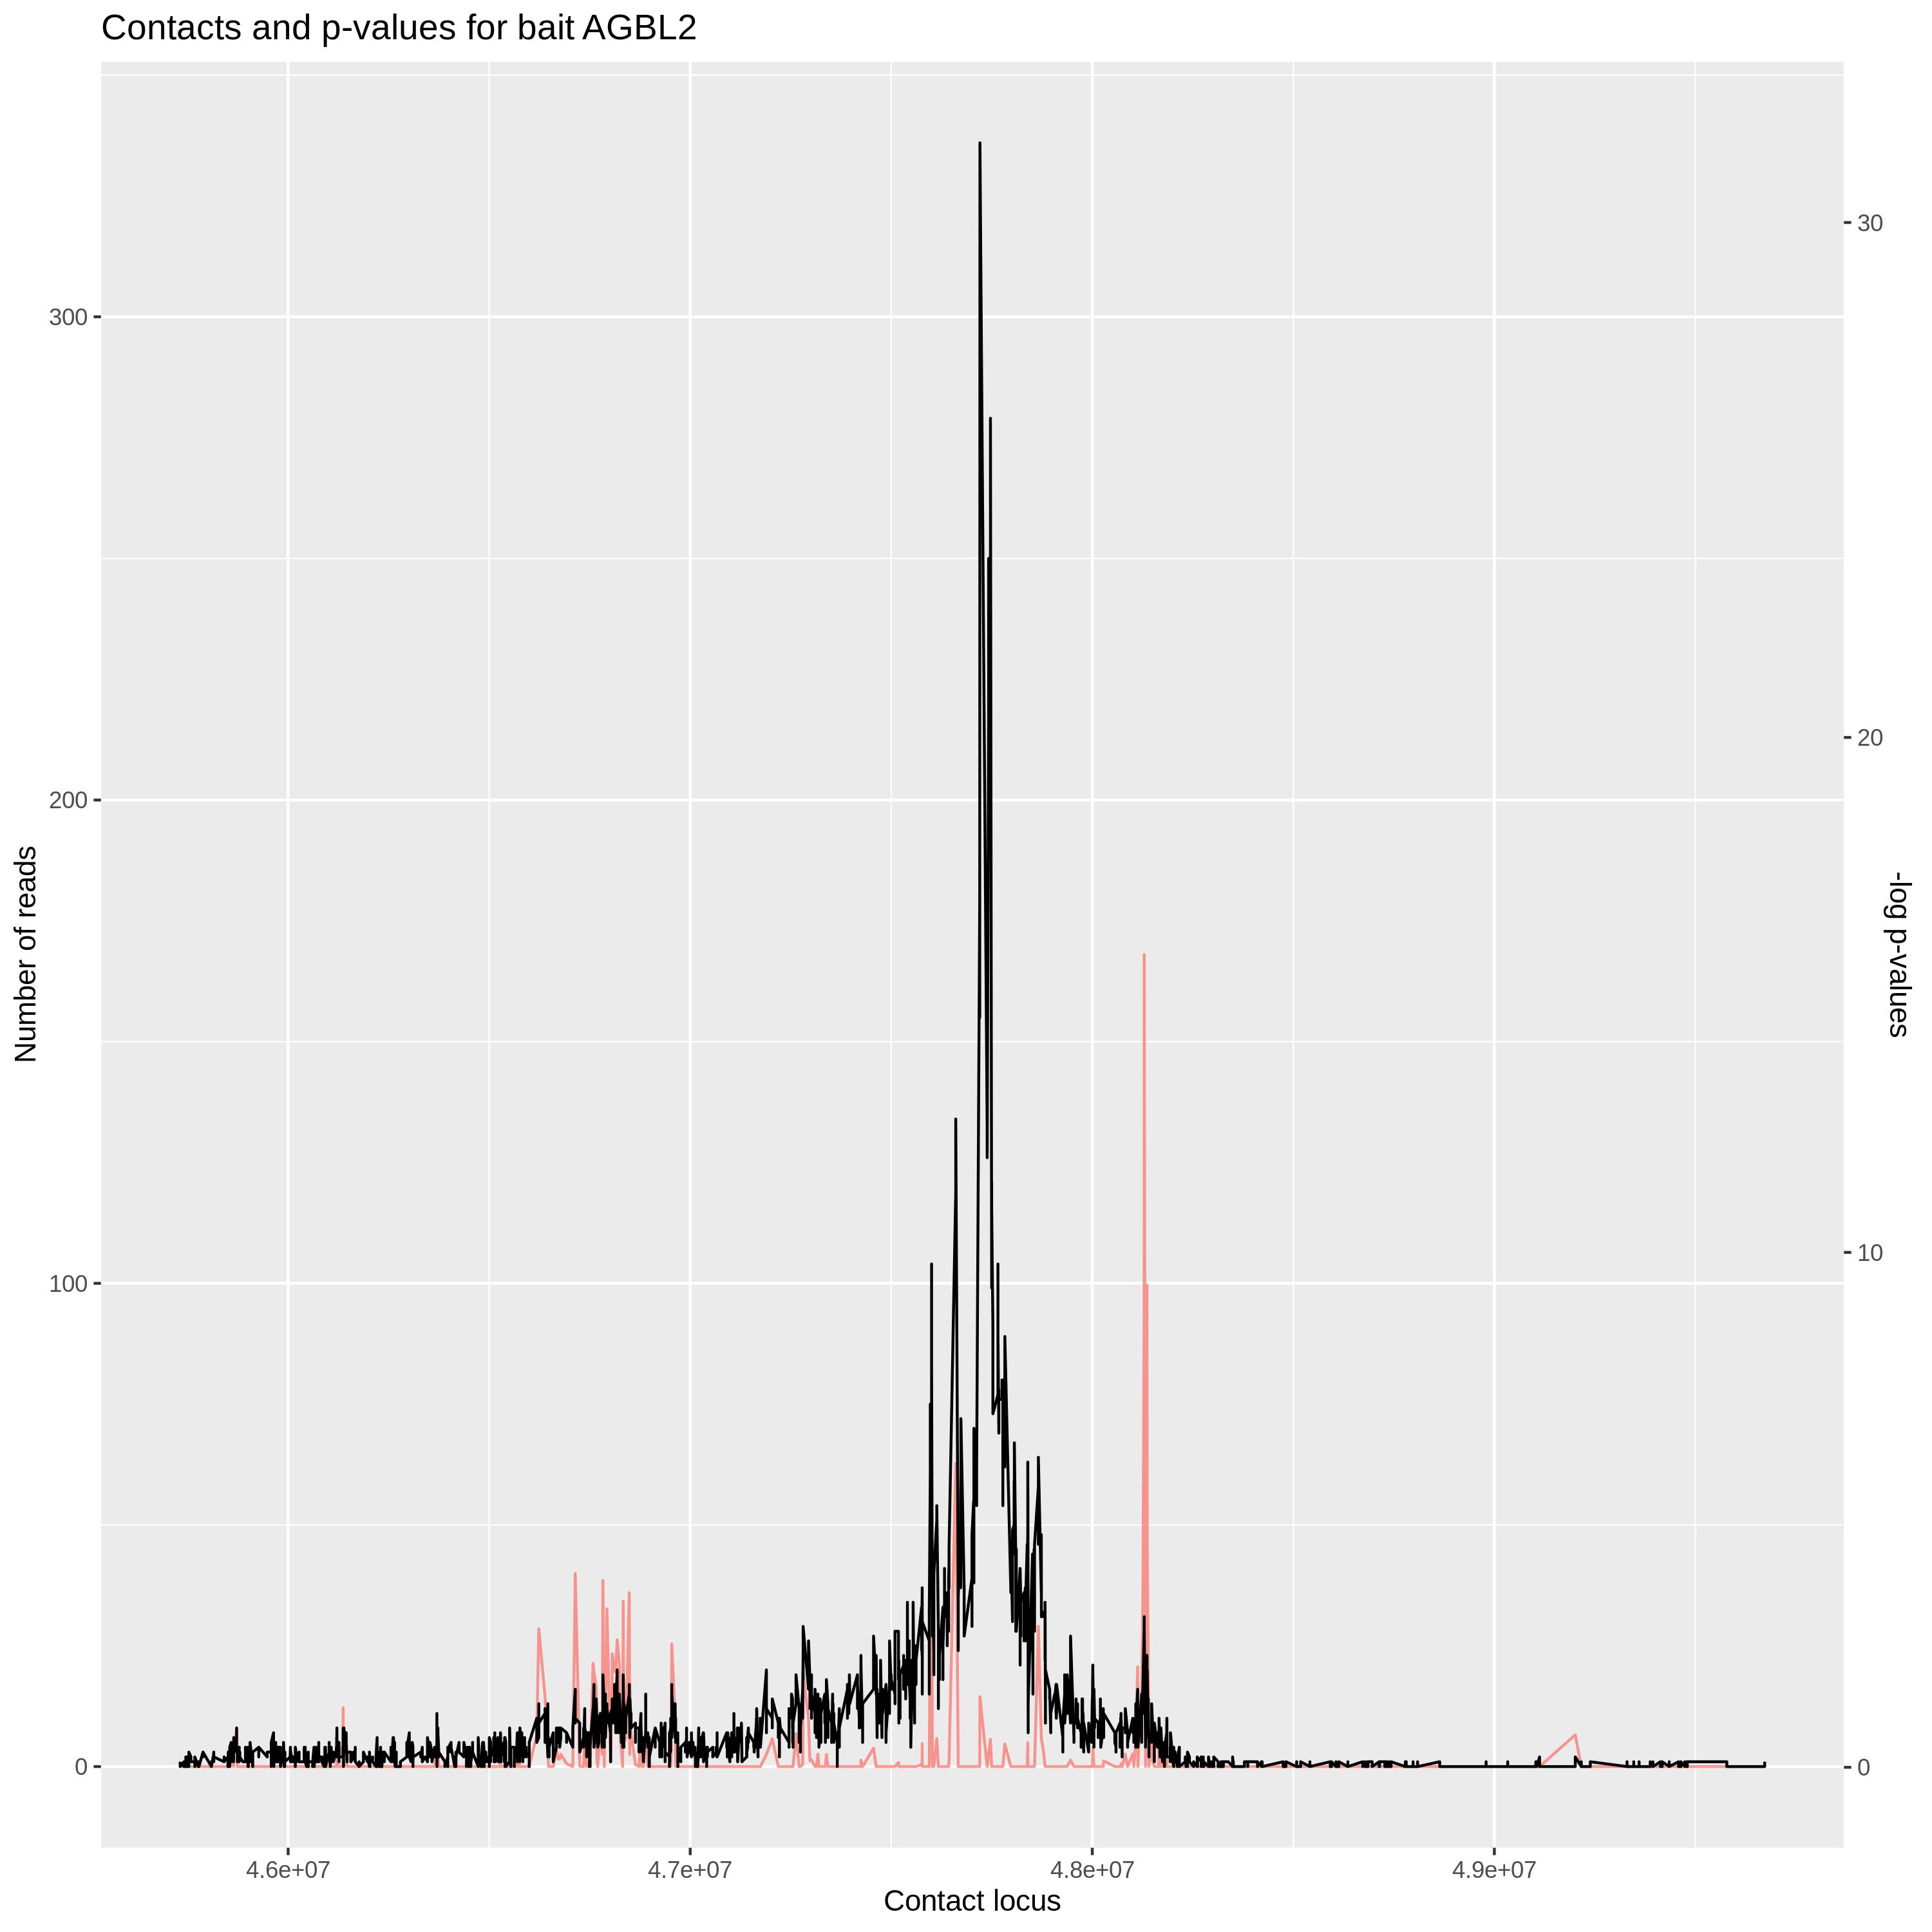 Contacts and p-values for bait AGBL2
300
200
100
0
Number of reads
30
20
10
0
-log p-values
4.6e+07
4.7e+07
4.8e+07
4.9e+07
Contact locus